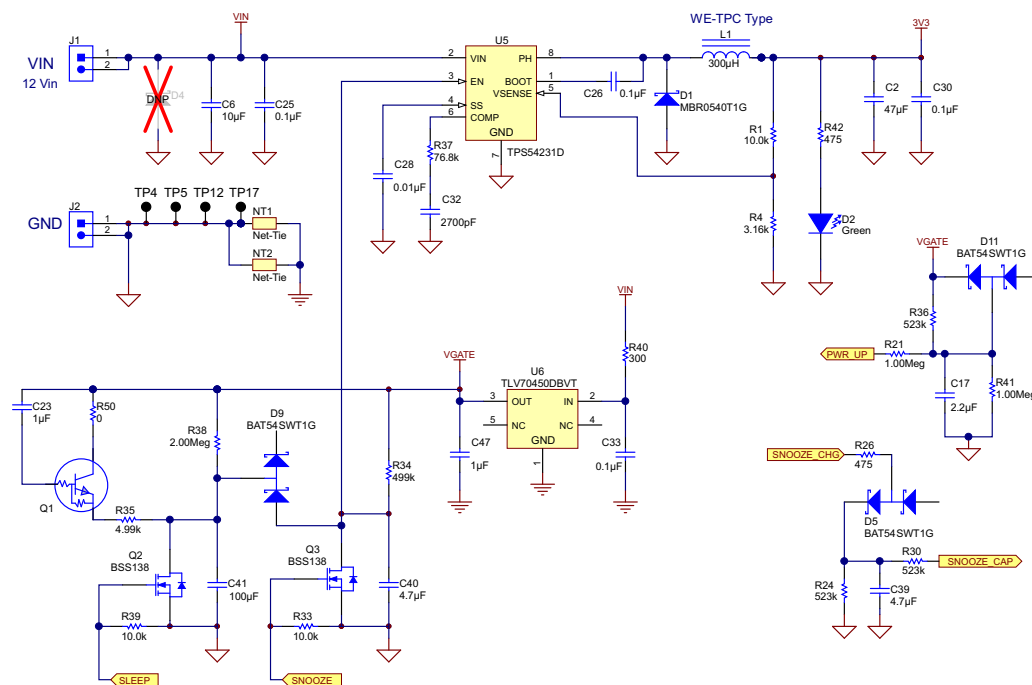 WE-TPC Type
VIN
3V3
J1
VIN
12 Vin
1
2
DNP
D4
C6
10µF
C25
0.1µF
U5
2
VIN
PH
8
3
EN
BOOT
1
VSENSE
5
4
SS
6
COMP
GND
7
TPS54231D
C26
0.1µF
L1
300µH
D1
MBR0540T1G
R1
10.0k
R42
475
C2
47µF
C30
0.1µF
R37
76.8k
C28
0.01µF
C32
2700pF
R4
3.16k
D2
Green
TP4
TP5
TP12
TP17
J2
GND
1
2
NT1
Net-Tie
NT2
Net-Tie
VGATE
D11
BAT54SWT1G
R36
523k
PWR_UP
R21
1.00Meg
C17
2.2µF
R41
1.00Meg
VIN
R40
300
VGATE
U6
TLV70450DBVT
3
OUT
IN
2
5
NC
NC
4
GND
1
C47
1µF
C33
0.1µF
C23
1µF
R50
0
R38
2.00Meg
D9
BAT54SWT1G
R34
499k
Q1
R35
4.99k
Q2
BSS138
C41
100µF
R39
10.0k
SLEEP
Q3
BSS138
C40
4.7µF
R33
10.0k
SNOOZE
SNOOZE_CHG
R26
475
D5
BAT54SWT1G
R30
523k
SNOOZE_CAP
R24
523k
C39
4.7µF